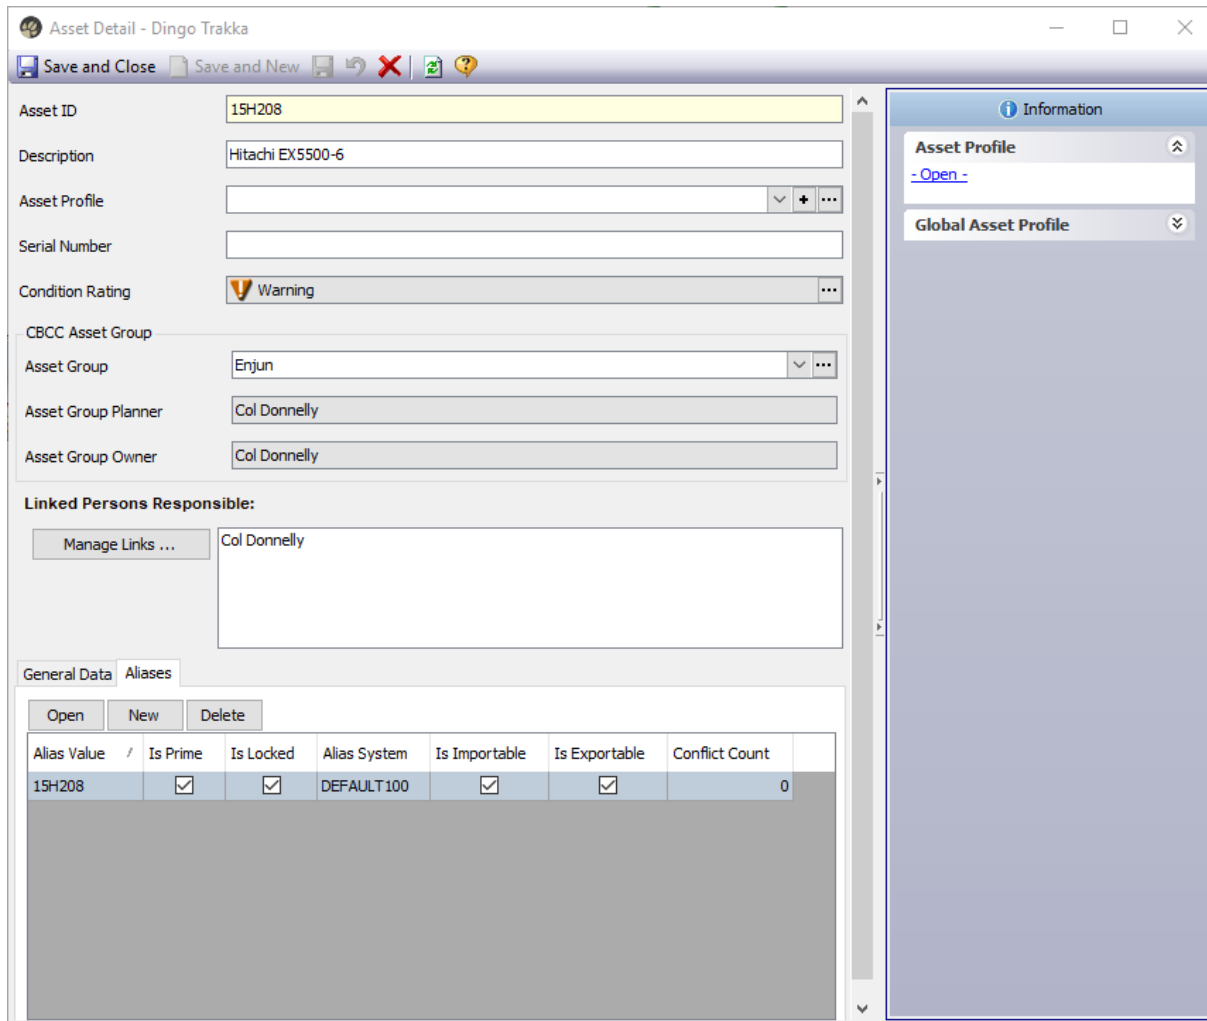 Asset Detail - Dingo Trakka
Save and Close Save and New
Asset ID 15H208
Description Hitachi EX5500-6
Asset Profile
Serial Number
Condition Rating Warning
CBCC Asset Group
Asset Group Enjun
Asset Group Planner Col Donnelly
Asset Group Owner Col Donnelly
Linked Persons Responsible:
Manage Links ... Col Donnelly
General Data Aliases
Open New Delete
Alias Value Is Prime Is Locked Alias System Is Importable Is Exportable Conflict Count
15H208 DEFAULT100 0
Information
Asset Profile
- Open -
Global Asset Profile